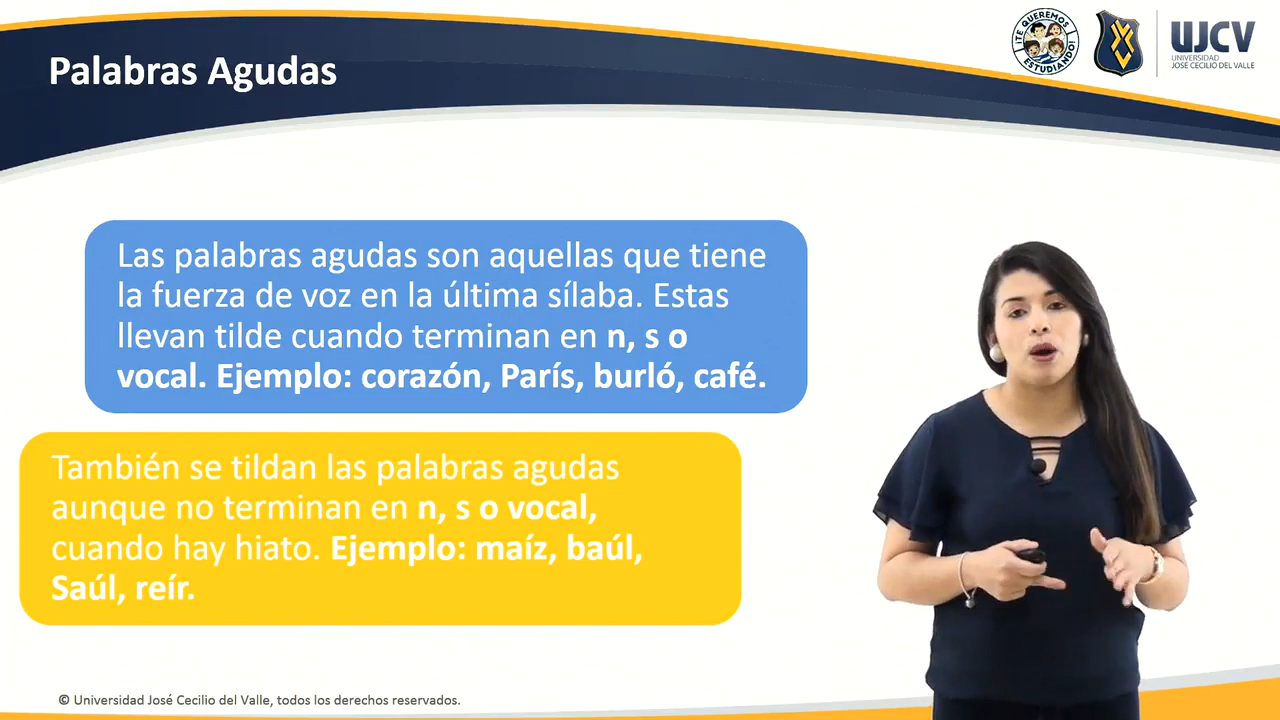 Palabras Agudas
¡TE QUEREMOS
ESTUDIANDO!
UJCV
UNIVERSIDAD
JOSÉ CECILIO DEL VALLE
Las palabras agudas son aquellas que tiene
la fuerza de voz en la última sílaba. Estas
llevan tilde cuando terminan en n, s o
vocal. Ejemplo: corazón, París, burló, café.
También se tildan las palabras agudas
aunque no terminan en n, s o vocal,
cuando hay hiato. Ejemplo: maíz, baúl,
Saúl, reír.
© Universidad José Cecilio del Valle, todos los derechos reservados.